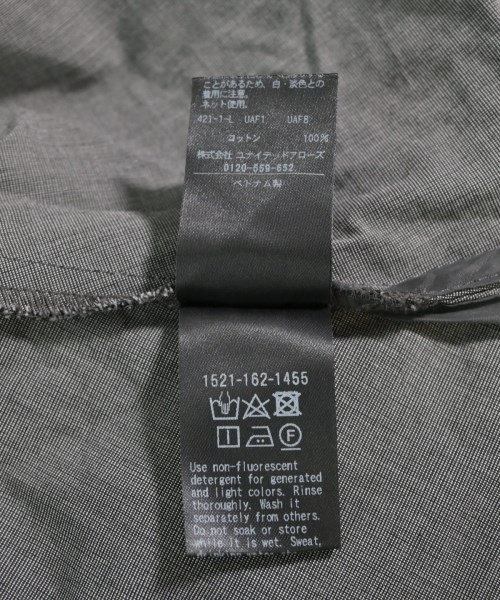 ことがあるため、白・淡色との
着用に注意。
ネット使用。
421-1-L UAF1 UAF8
コットン 100%
株式会社 ユナイテッドアローズ
0120-559-652
ベトナム製
1521-162-1455
F
Use non-fluorescent
detergent for generated
and light colors. Rinse
thoroughly. Wash it
separately from others.
Do not soak or store
while it is wet. Sweat,